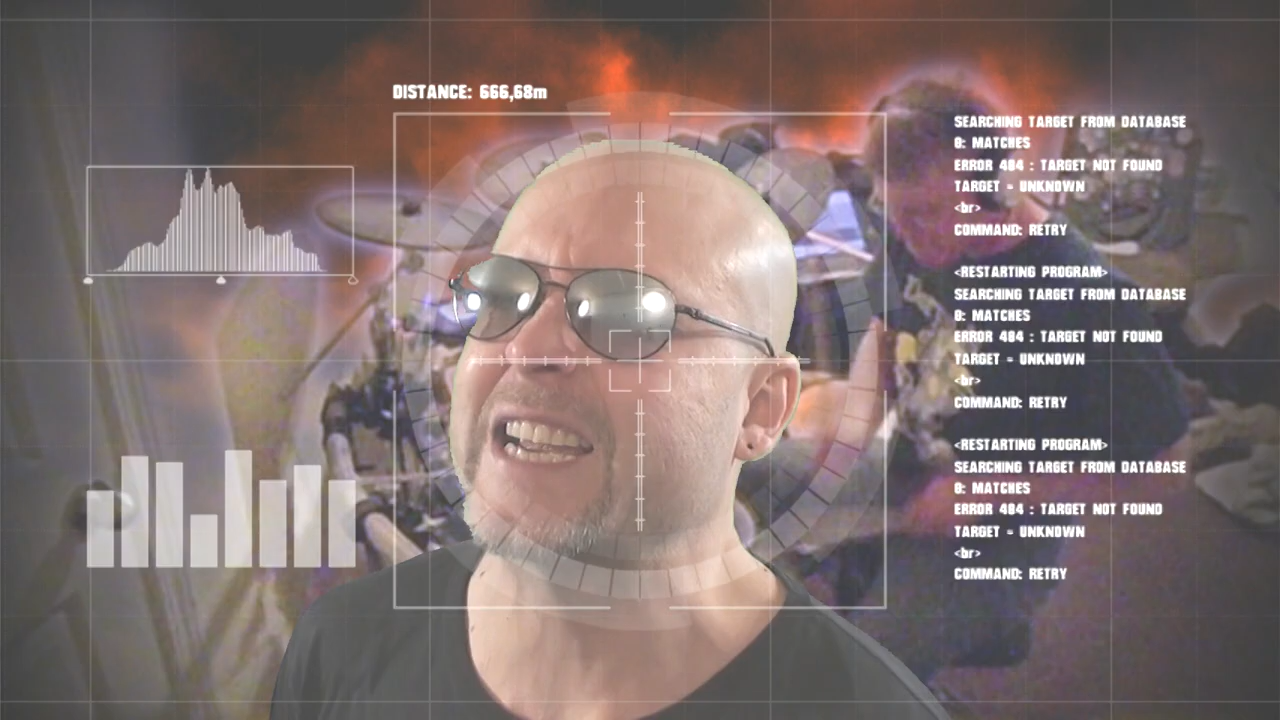 DISTANCE: 666,68m
SEARCHING TARGET FROM DATABASE
0: MATCHES
ERROR 404 : TARGET NOT FOUND
TARGET = UNKNOWN
<br>
COMMAND: RETRY
<RESTARTING PROGRAM>
SEARCHING TARGET FROM DATABASE
0: MATCHES
ERROR 404 : TARGET NOT FOUND
TARGET = UNKNOWN
<br>
COMMAND: RETRY
<RESTARTING PROGRAM>
SEARCHING TARGET FROM DATABASE
0: MATCHES
ERROR 404 : TARGET NOT FOUND
TARGET = UNKNOWN
<br>
COMMAND: RETRY